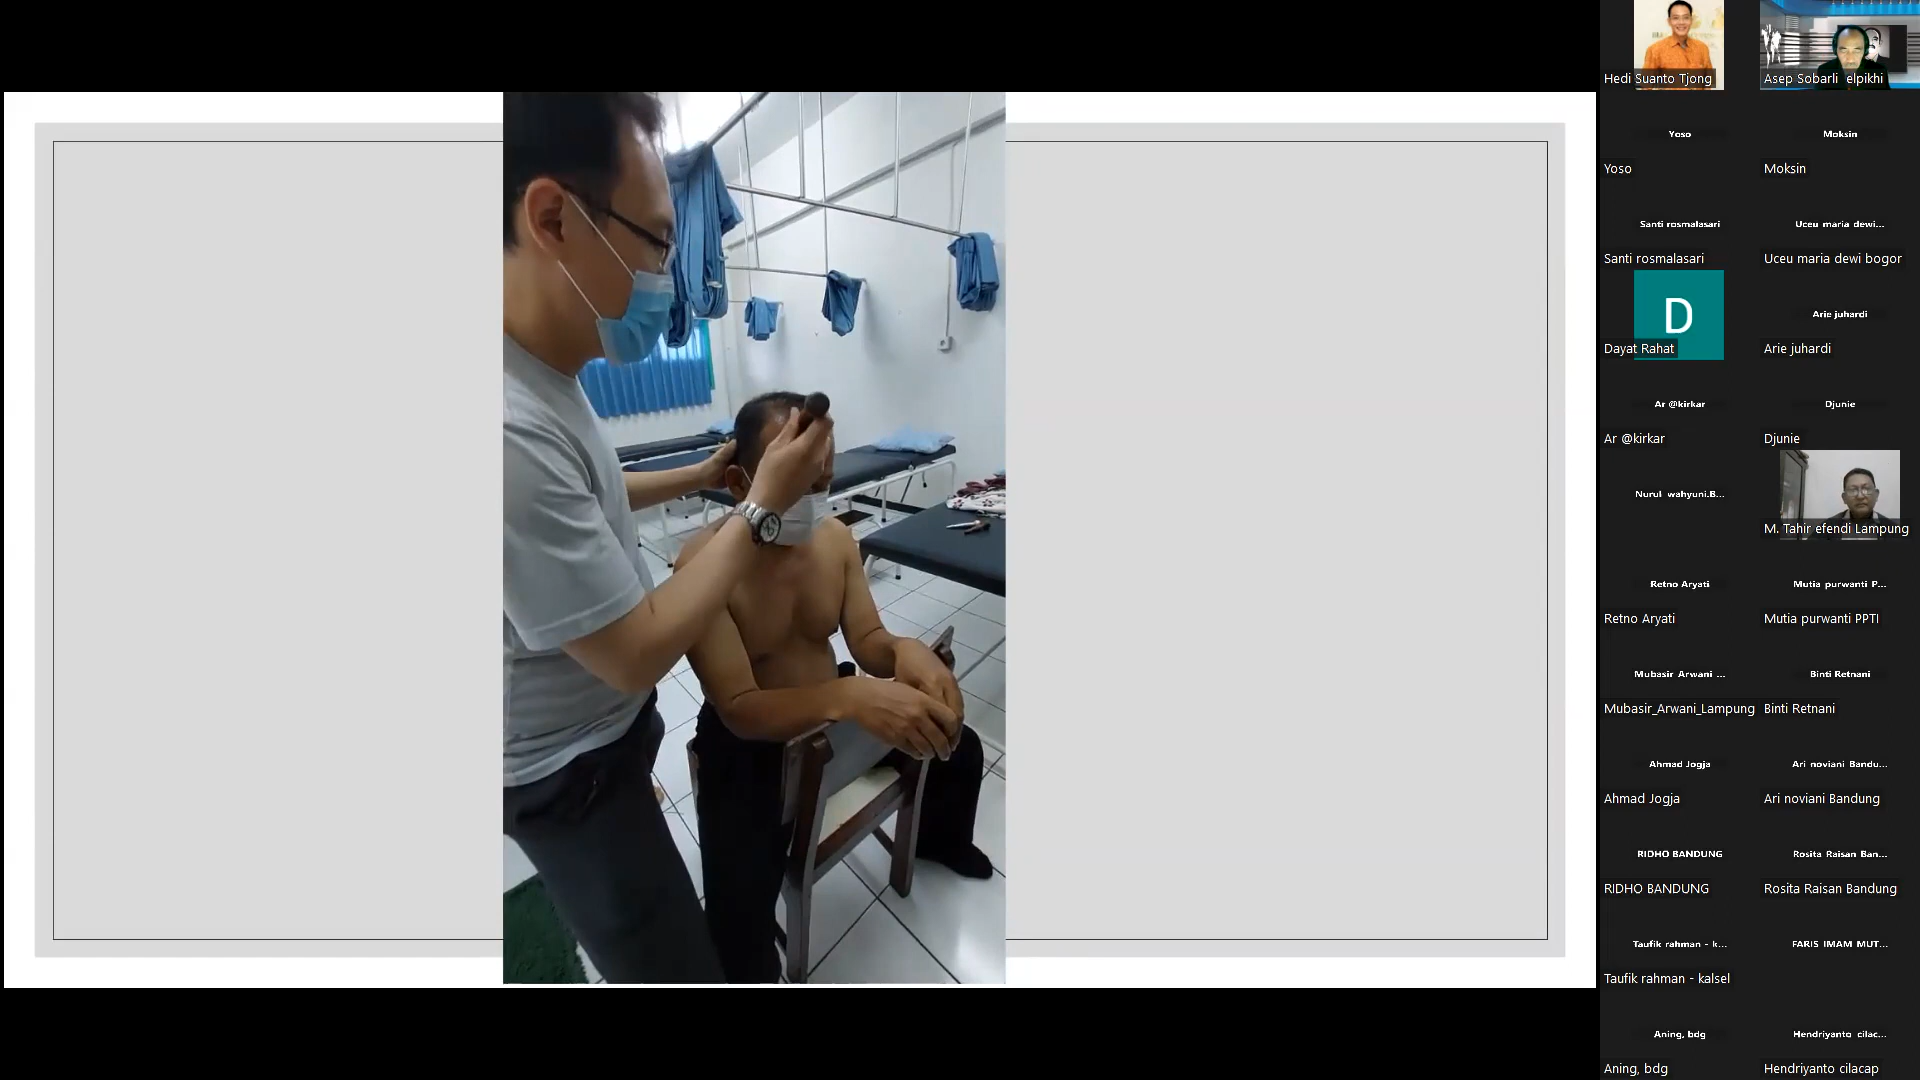 Hedi Suanto Tjong
Asep Sobarli elpikhi
Yoso
Moksin
Yoso
Moksin
Santi rosmalasari
Uceu maria dewi...
Santi rosmalasari
Uceu maria dewi bogor
D
Dayat Rahat
Arie juhardi
Arie juhardi
Ar @kirkar
Djunie
Ar @kirkar
Djunie
Nurul wahyuni.B...
M. Tahir efendi Lampung
Retno Aryati
Mutia purwanti P...
Retno Aryati
Mutia purwanti PPTI
Mubasir Arwani ...
Binti Retnani
Mubasir_Arwani_Lampung
Binti Retnani
Ahmad Jogja
Ari noviani Bandu...
Ahmad Jogja
Ari noviani Bandung
RIDHO BANDUNG
Rosita Raisan Ban...
RIDHO BANDUNG
Rosita Raisan Bandung
Taufik rahman - k...
FARIS IMAM MUT...
Taufik rahman - kalsel
Aning, bdg
Hendriyanto cilac...
Aning, bdg
Hendriyanto cilacap